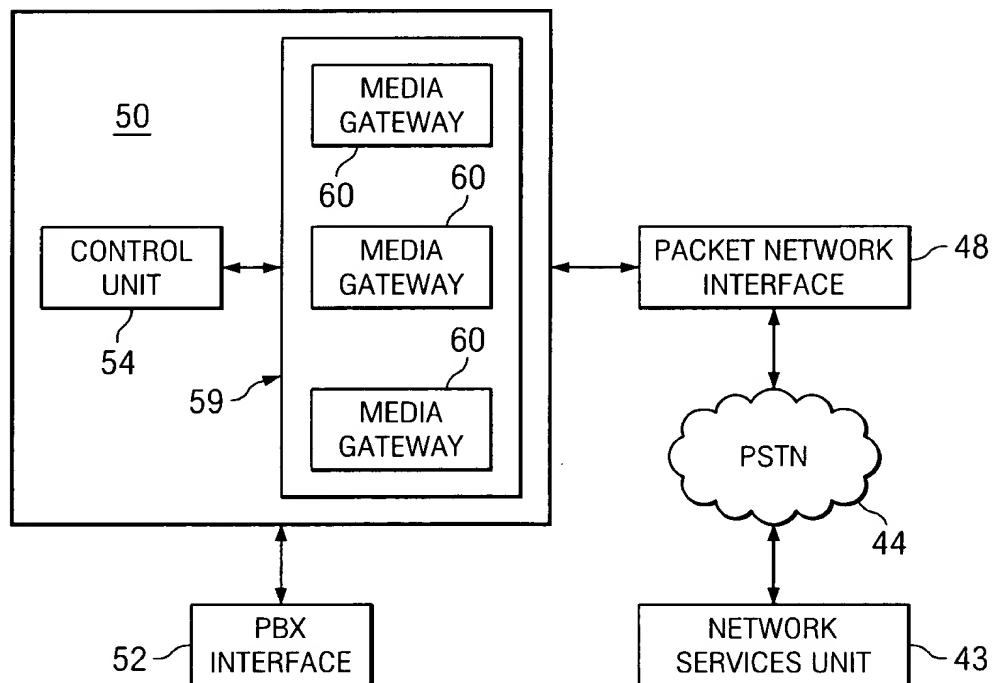 50
MEDIA
GATEWAY
60
60
MEDIA
GATEWAY
60
MEDIA
GATEWAY
CONTROL
UNIT
54
59
PACKET NETWORK
INTERFACE
48
PSTN
44
PBX
INTERFACE
52
NETWORK
SERVICES UNIT
43